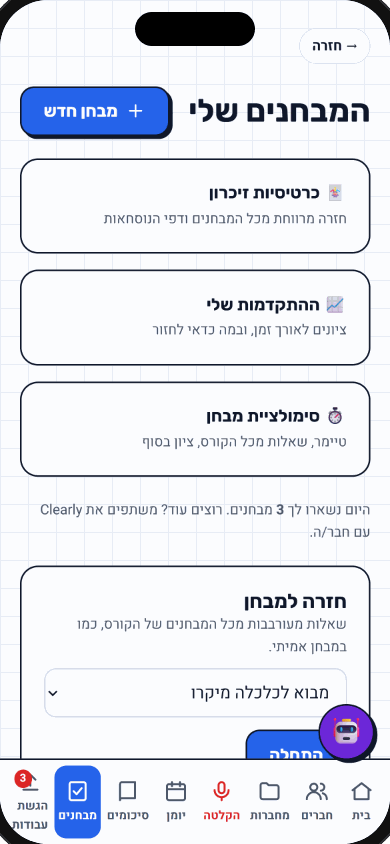 → חזרה
המבחנים שלי
+ מבחן חדש
כרטיסיות זיכרון
חזרה מרווחת מכל המבחנים ודפי הנוסחאות
ההתקדמות שלי
ציונים לאורך זמן, ובמה כדאי לחזור
סימולציית מבחן
טיימר, שאלות מכל הקורס, ציון בסוף
היום נשארו לך 3 מבחנים. רוצים עוד? משתפים את Clearly
עם חבר/ה.
חזרה למבחן
שאלות מעורבבות מכל המבחנים של הקורס, כמו
במבחן אמיתי.
מבוא לכלכלה מיקרו
התחלה
בית
חברים
מחברות
הקלטה
יומן
סיכומים
מבחנים
3
הגשת
עבודות